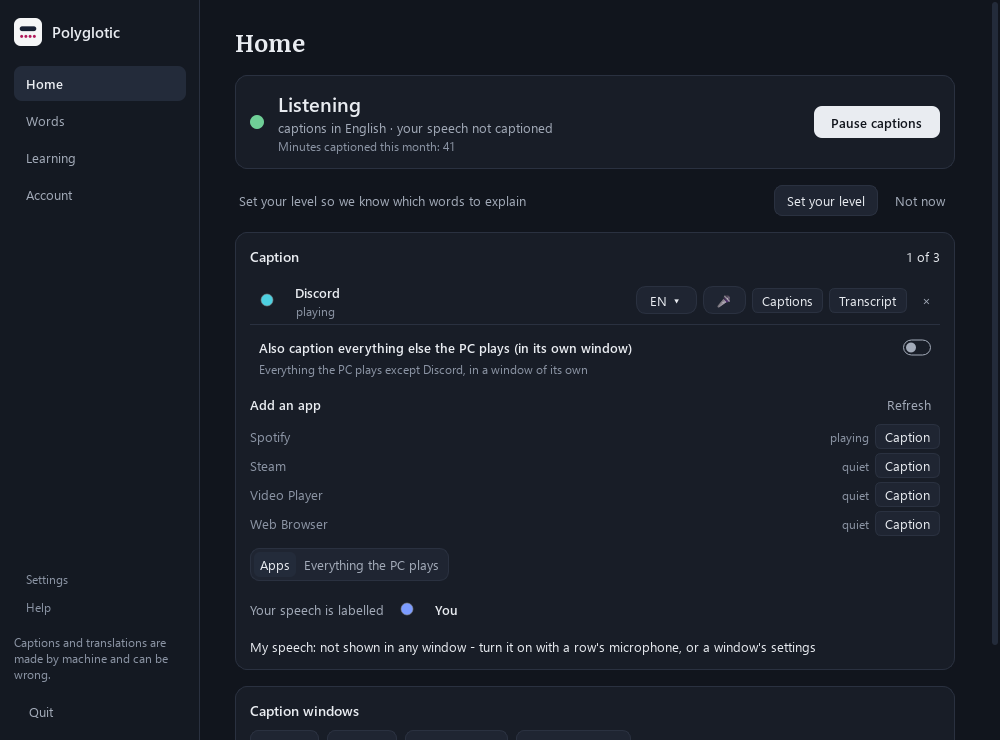 Polyglotic
Home
Words
Learning
Account
Settings
Help
Captions and translations are
made by machine and can be
wrong.
Quit
Home
Listening
captions in English · your speech not captioned
Minutes captioned this month: 41
Pause captions
Set your level so we know which words to explain
Set your level
Not now
Caption
1 of 3
Discord
playing
EN ▾
Captions
Transcript
×
Also caption everything else the PC plays (in its own window)
Everything the PC plays except Discord, in a window of its own
Add an app
Refresh
Spotify
playing
Caption
Steam
quiet
Caption
Video Player
quiet
Caption
Web Browser
quiet
Caption
Apps
Everything the PC plays
Your speech is labelled
You
My speech: not shown in any window - turn it on with a row's microphone, or a window's settings
Caption windows